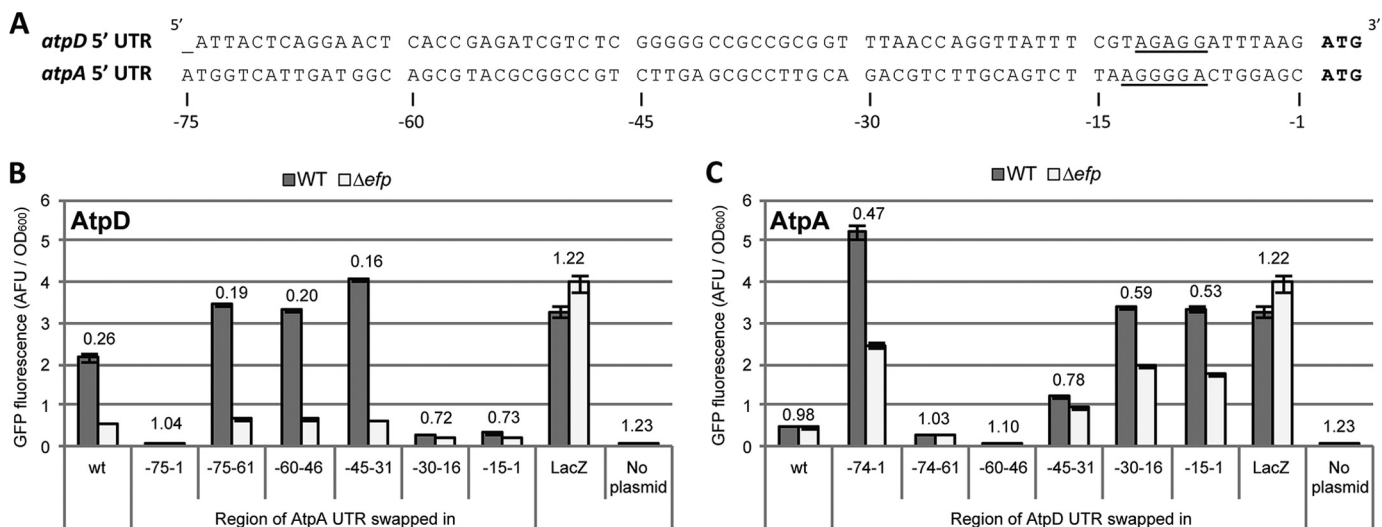 A
5′ 3′
atpD 5′ UTR _ATTACTCAGGAACT CACCGAGATCGTCTC GGGGGCCGCCGCGGT TTAACCAGGTTATTT CGTAGAGGATTTAAG ATG
atpA 5′ UTR ATGGTCATTGATGGC AGCGTACGCGGCCGT CTTGAGCGCCTTGCA GACGTCTTGCAGTCT TAAGGGGACTGGAGC ATG
-75 -60 -45 -30 -15 -1
B
WT Δefp
AtpD
GFP fluorescence (AFU / OD600)
6
5
4
3
2
1
0
0.26 1.04 0.19 0.20 0.16 0.72 0.73 1.22 1.23
wt -75-1 -75-61 -60-46 -45-31 -30-16 -15-1 LacZ No plasmid
Region of AtpA UTR swapped in
C
WT Δefp
AtpA
GFP fluorescence (AFU / OD600)
6
5
4
3
2
1
0
0.98 0.47 1.03 1.10 0.78 0.59 0.53 1.22 1.23
wt -74-1 -74-61 -60-46 -45-31 -30-16 -15-1 LacZ No plasmid
Region of AtpD UTR swapped in